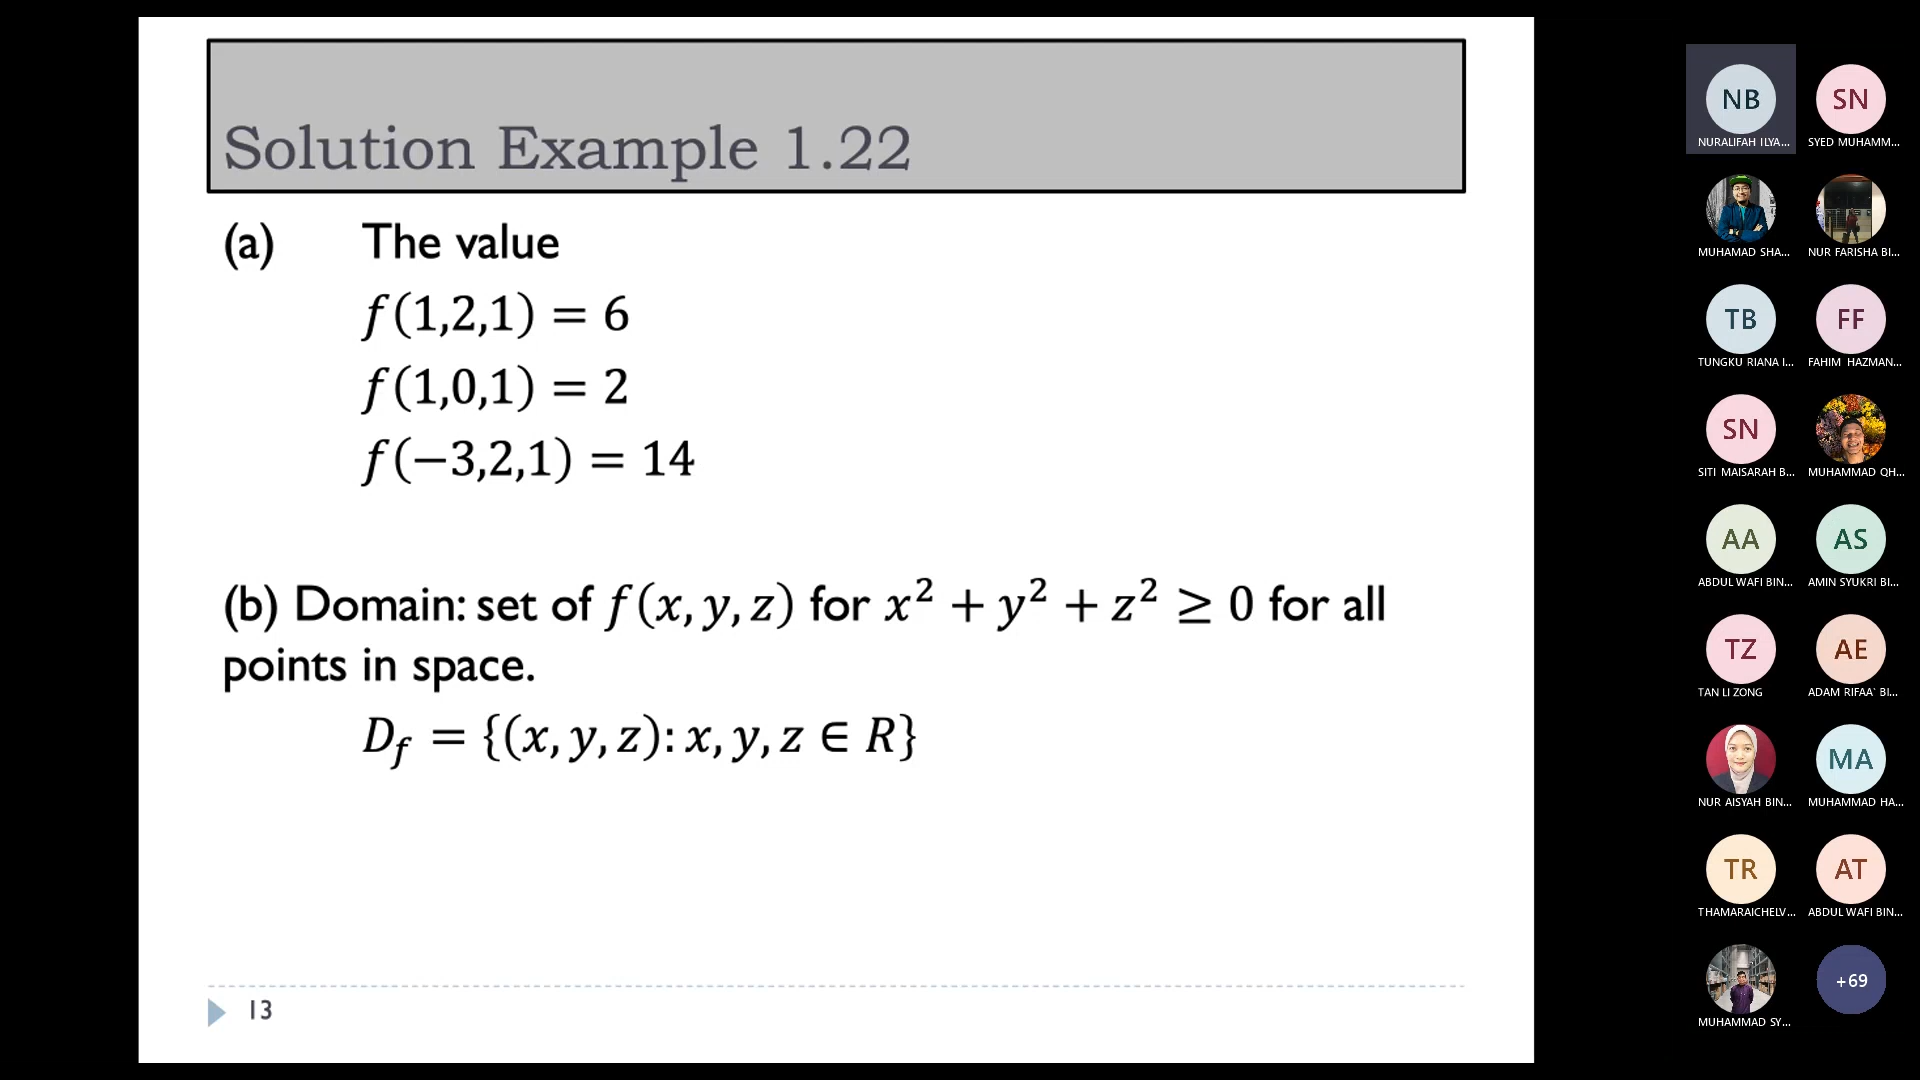 Solution Example 1.22
(a) The value
f(1,2,1) = 6
f(1,0,1) = 2
f(−3,2,1) = 14
(b) Domain: set of f(x, y, z) for x² + y² + z² ≥ 0 for all
points in space.
D_f = {(x, y, z): x, y, z ∈ R}
13
NB
NURALIFAH ILYA...
SN
SYED MUHAMM...
MUHAMAD SHA...
NUR FARISHA BI...
TB
TUNGKU RIANA I...
FF
FAHIM HAZMAN...
SN
SITI MAISARAH B...
MUHAMMAD QH...
AA
ABDUL WAFI BIN...
AS
AMIN SYUKRI BI...
TZ
TAN LI ZONG
AE
ADAM RIFAA` BI...
NUR AISYAH BIN...
MA
MUHAMMAD HA...
TR
THAMARAICHELV...
AT
ABDUL WAFI BIN...
MUHAMMAD SY...
+69